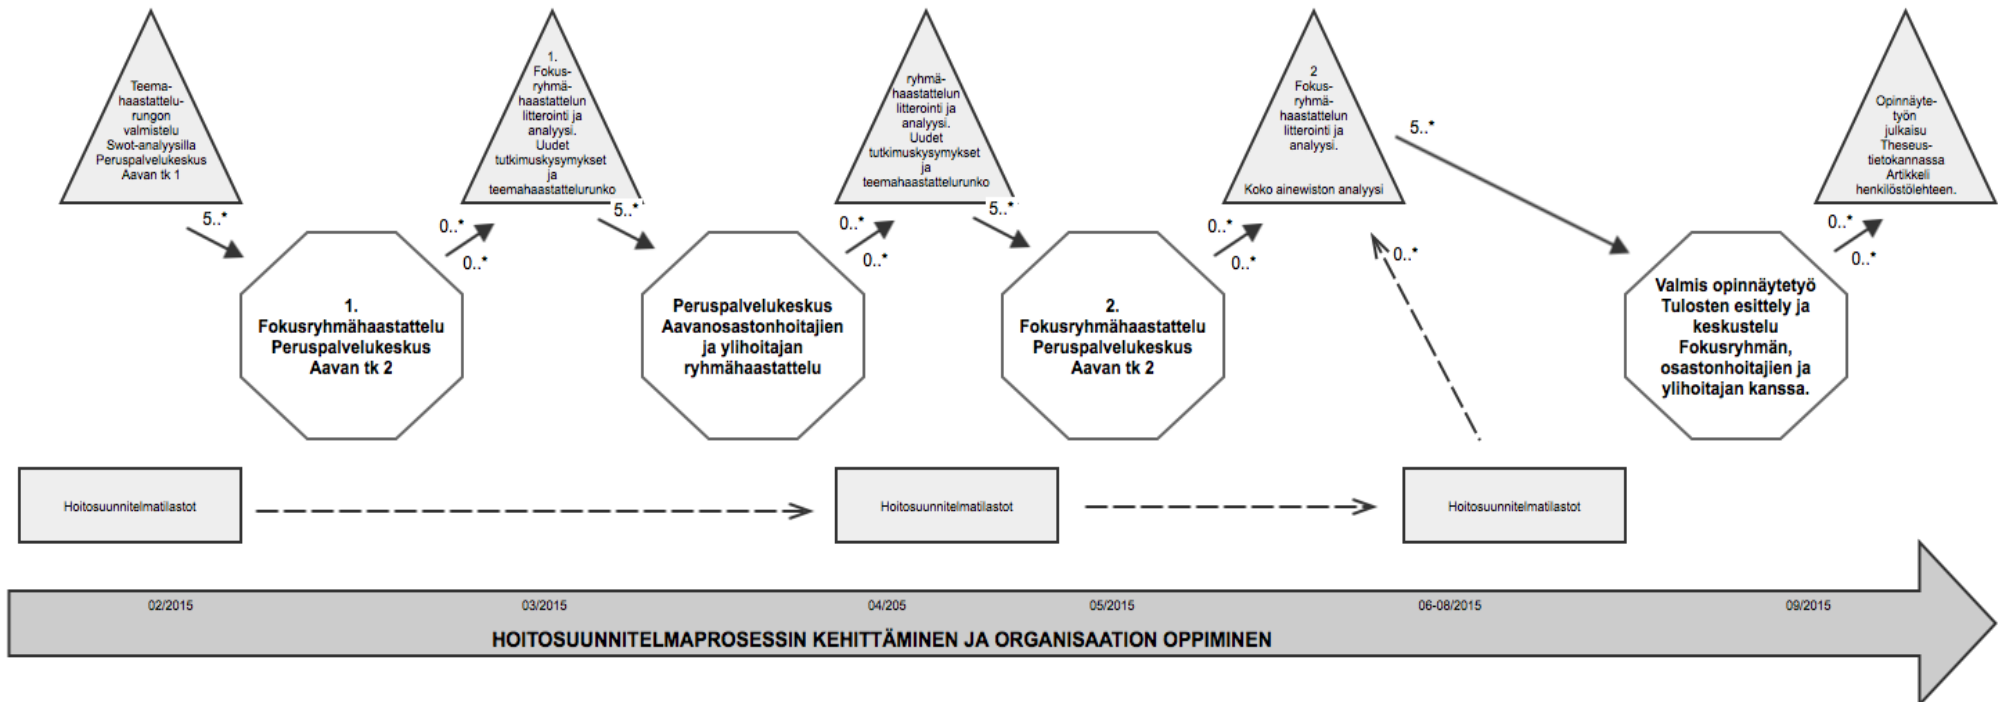 Teema-
haastattelu-
rungon
valmistelu
Swot-analyysilla
Peruspalvelukeskus
Aavan tk 1
5..*
1.
Fokusryhmähaastattelu
Peruspalvelukeskus
Aavan tk 2
0..*
0..*
1.
Fokus-
ryhmä-
haastattelun
litterointi ja
analyysi.
Uudet
tutkimuskysymykset
ja
teemahaastattelurunko
5..*
Peruspalvelukeskus
Aavanosastonhoitajien
ja ylihoitajan
ryhmähaastattelu
0..*
0..*
ryhmä-
haastattelun
litterointi ja
analyysi.
Uudet
tutkimuskysymykset
ja
teemahaastattelurunko
5..*
2.
Fokusryhmähaastattelu
Peruspalvelukeskus
Aavan tk 2
0..*
0..*
2
Fokus-
ryhmä-
haastattelun
litterointi ja
analyysi.
Koko ainewiston analyysi
5..*
0..*
Valmis opinnäytetyö
Tulosten esittely ja
keskustelu
Fokusryhmän,
osastonhoitajien ja
ylihoitajan kanssa.
0..*
0..*
Opinnäyte-
työn
julkaisu
Theseus-
tietokannassa
Artikkeli
henkilöstölehteen.
Hoitosuunnitelmatilastot
Hoitosuunnitelmatilastot
Hoitosuunnitelmatilastot
02/2015
03/2015
04/205
05/2015
06-08/2015
09/2015
HOITOSUUNNITELMAPROSESSIN KEHITTÄMINEN JA ORGANISAATION OPPIMINEN